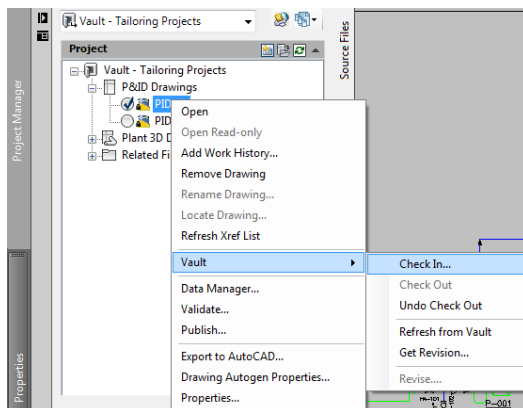 Vault - Tailoring Projects
Project
Source Files
Project Manager
Vault - Tailoring Projects
P&ID Drawings
PID
PID
Plant 3D D
Related Fi
Open
Open Read-only
Add Work History...
Remove Drawing
Rename Drawing...
Locate Drawing...
Refresh Xref List
Vault
Data Manager...
Validate...
Publish...
Export to AutoCAD...
Drawing Autogen Properties...
Properties...
Check In...
Check Out
Undo Check Out
Refresh from Vault
Get Revision...
Revise....
Properties
P-001